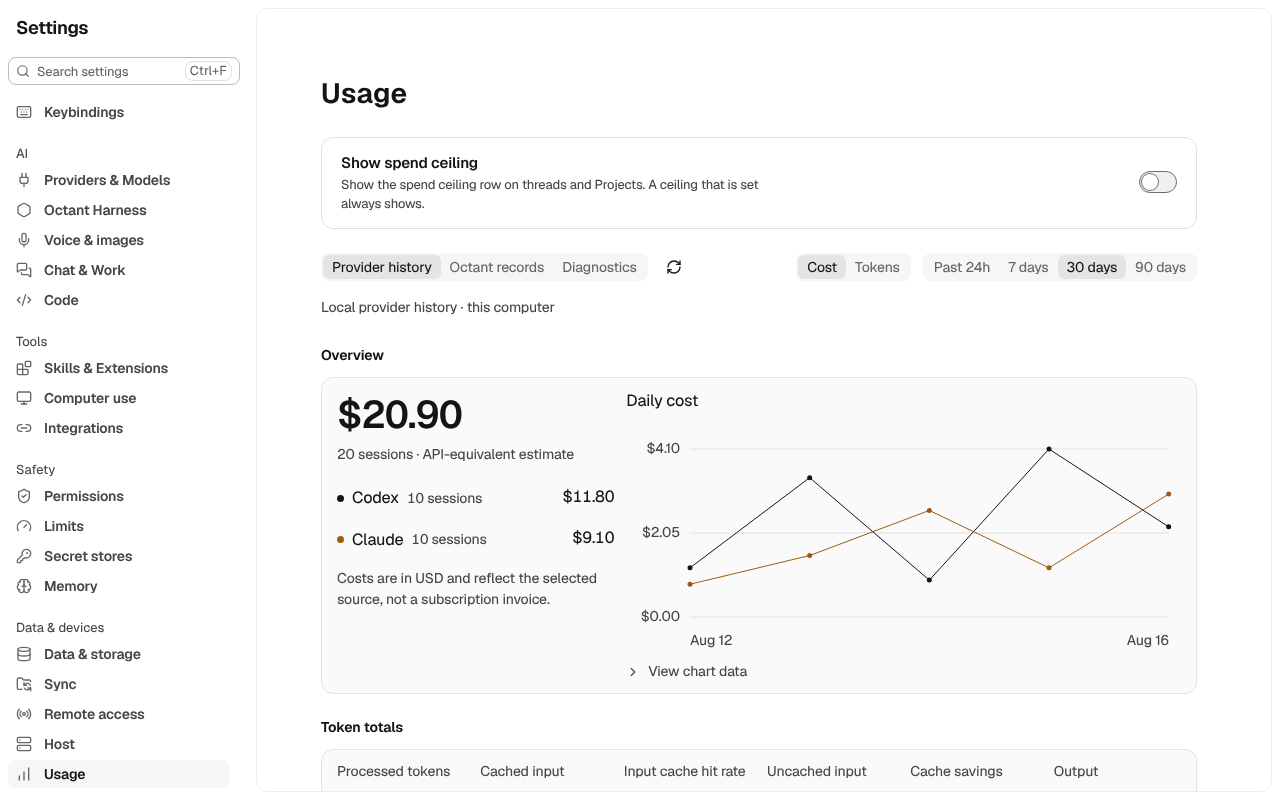 Settings
Search settings
Ctrl+F
Keybindings
AI
Providers & Models
Octant Harness
Voice & images
Chat & Work
Code
Tools
Skills & Extensions
Computer use
Integrations
Safety
Permissions
Limits
Secret stores
Memory
Data & devices
Data & storage
Sync
Remote access
Host
Usage
Usage
Show spend ceiling
Show the spend ceiling row on threads and Projects. A ceiling that is set
always shows.
Provider history Octant records Diagnostics
Cost Tokens
Past 24h 7 days 30 days 90 days
Local provider history · this computer
Overview
$20.90
20 sessions · API-equivalent estimate
Codex 10 sessions $11.80
Claude 10 sessions $9.10
Costs are in USD and reflect the selected
source, not a subscription invoice.
Daily cost
$4.10
$2.05
$0.00
Aug 12 Aug 16
View chart data
Token totals
Processed tokens Cached input Input cache hit rate Uncached input Cache savings Output